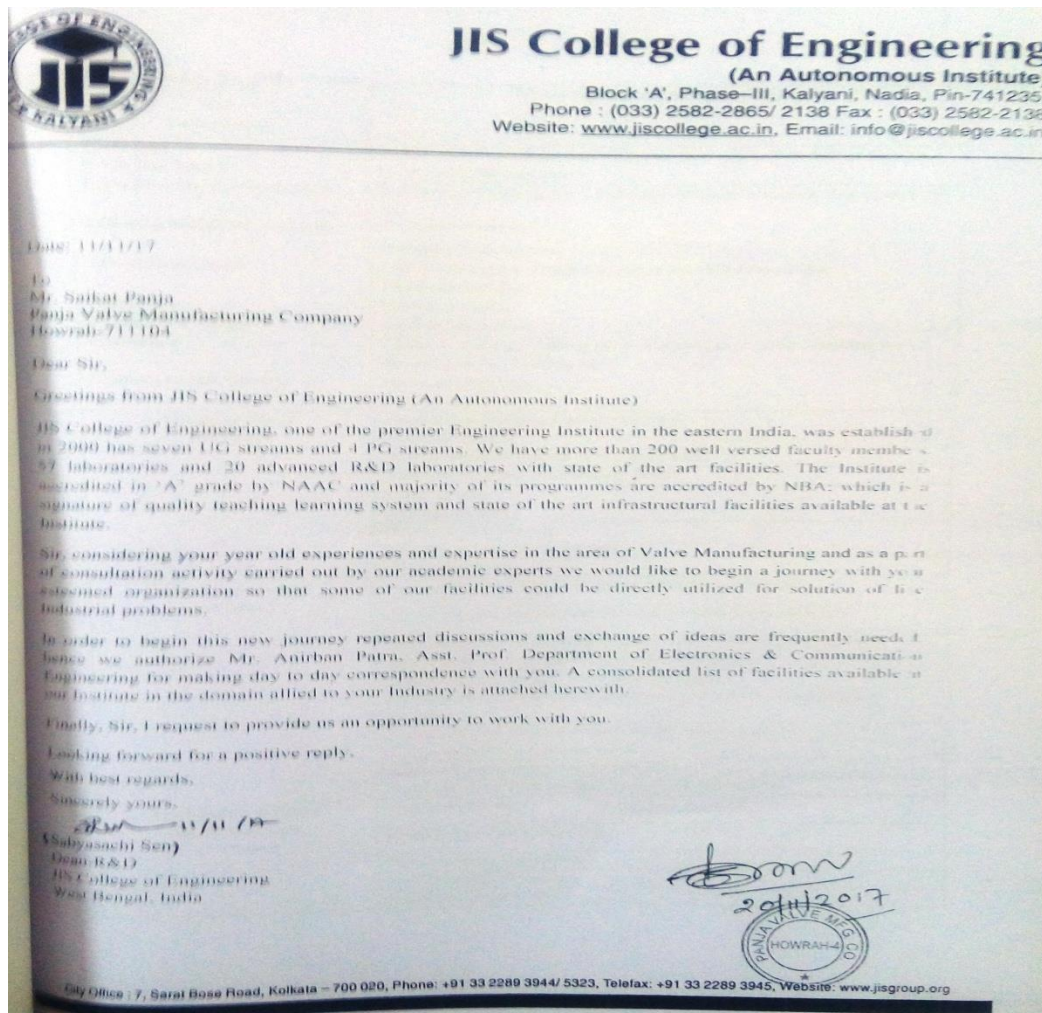 JIS
KALYANI
JIS College of Engineering
(An Autonomous Institute)
Block 'A', Phase–III, Kalyani, Nadia, Pin-741235
Phone : (033) 2582-2865/ 2138 Fax : (033) 2582-2138
Website: www.jiscollege.ac.in, Email: info@jiscollege.ac.in
Date: 11/11/17
To
Mr. Saikat Panja
Panja Valve Manufacturing Company
Howrah-711104
Dear Sir,
Greetings from JIS College of Engineering (An Autonomous Institute)
JIS College of Engineering, one of the premier Engineering Institute in the eastern India, was established
in 2000 has seven UG streams and 4 PG streams. We have more than 200 well versed faculty members
57 laboratories and 20 advanced R&D laboratories with state of the art facilities. The Institute is
accredited in 'A' grade by NAAC and majority of its programmes are accredited by NBA; which is a
signature of quality teaching learning system and state of the art infrastructural facilities available at the
Institute.
Sir, considering your year old experiences and expertise in the area of Valve Manufacturing and as a part
of consultation activity carried out by our academic experts we would like to begin a journey with your
esteemed organization so that some of our facilities could be directly utilized for solution of live
Industrial problems.
In order to begin this new journey repeated discussions and exchange of ideas are frequently needed
hence we authorize Mr. Anirban Patra, Asst. Prof. Department of Electronics & Communication
Engineering for making day to day correspondence with you. A consolidated list of facilities available at
our Institute in the domain allied to your Industry is attached herewith.
Finally, Sir, I request to provide us an opportunity to work with you.
Looking forward for a positive reply.
With best regards,
Sincerely yours,
11/11/17
(Sabyasachi Sen)
Dean-R&D
JIS College of Engineering
West Bengal, India
20/11/2017
PANJA VALVE MFG CO
HOWRAH-4
City Office : 7, Sarat Bose Road, Kolkata – 700 020, Phone: +91 33 2289 3944/ 5323, Telefax: +91 33 2289 3945, Website: www.jisgroup.org